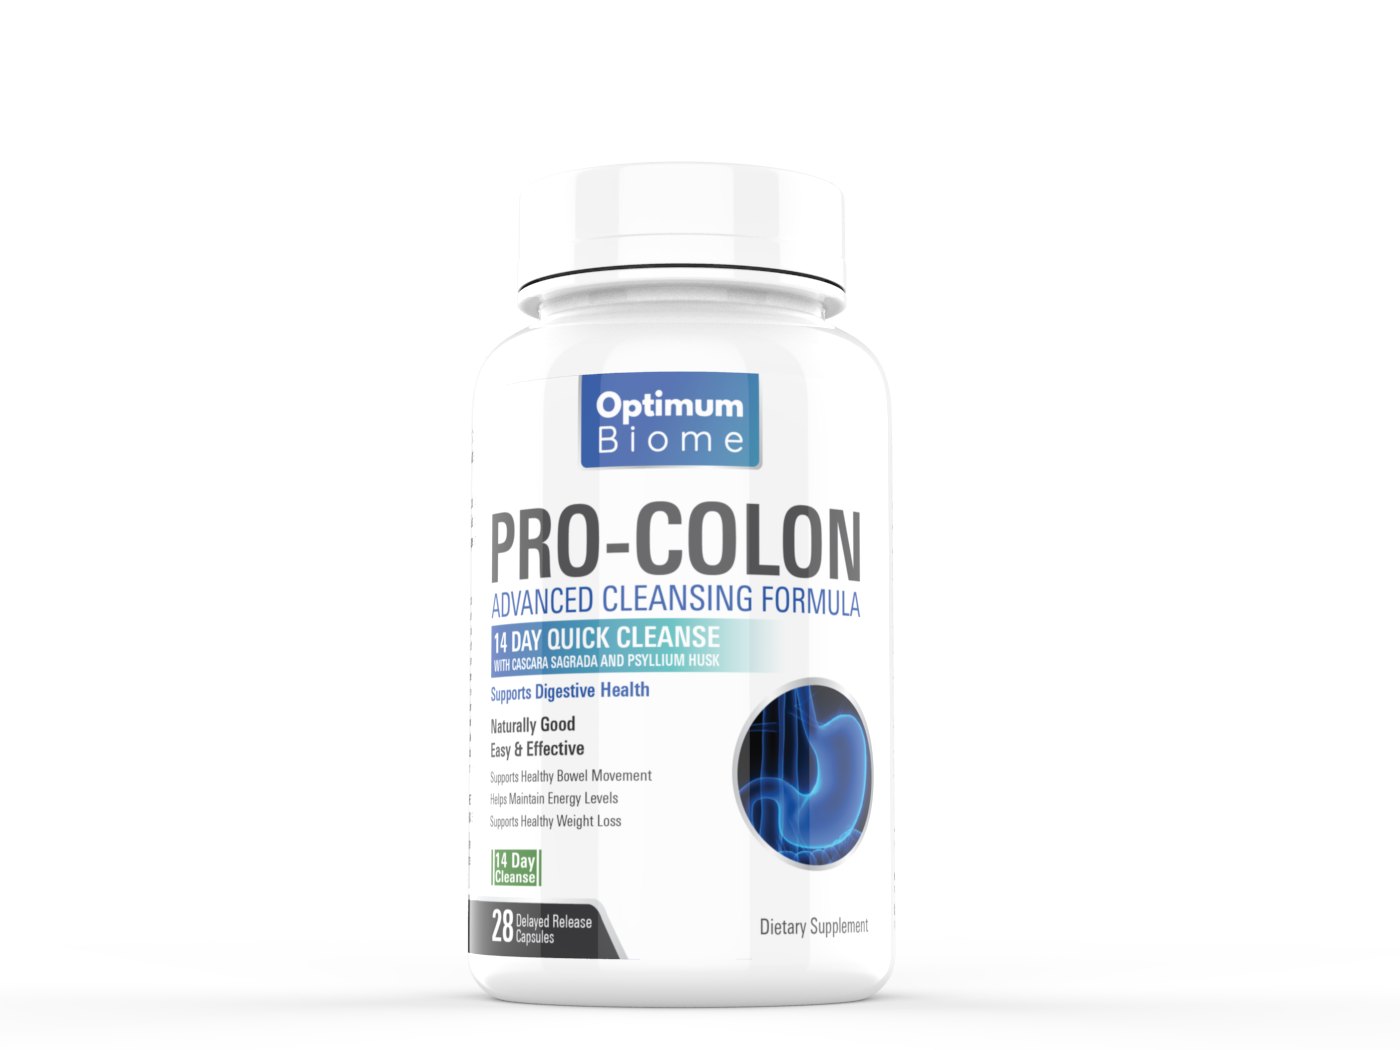 Optimum
Biome
PRO-COLON
ADVANCED CLEANSING FORMULA
14 DAY QUICK CLEANSE
WITH CASCARA SAGRADA AND PSYLLIUM HUSK
Supports Digestive Health
Naturally Good
Easy & Effective
Supports Healthy Bowel Movement
Helps Maintain Energy Levels
Supports Healthy Weight Loss
14 Day
Cleanse
28 Delayed Release
Capsules
Dietary Supplement